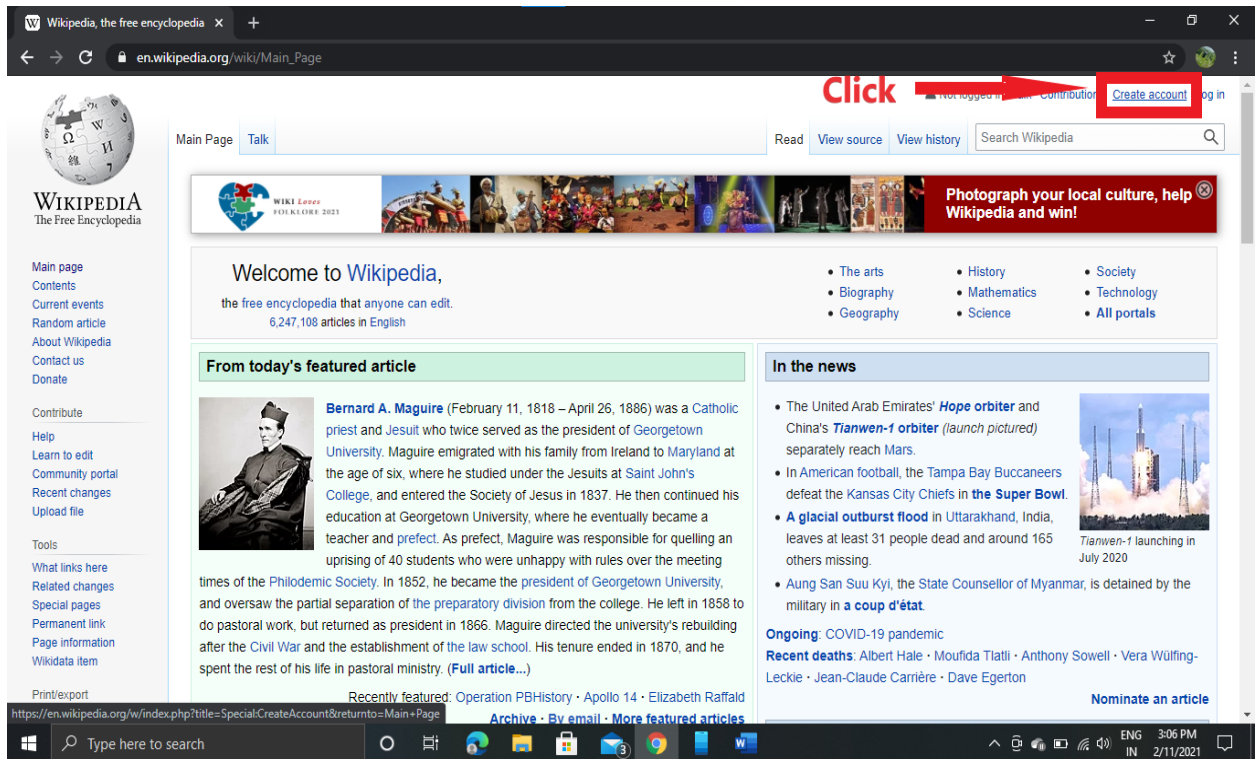 Wikipedia, the free encyclopedia
en.wikipedia.org/wiki/Main_Page
Click
Create account
Main Page Talk
Read View source View history Search Wikipedia
WIKIPEDIA
The Free Encyclopedia
WIKI Loves
FOLKLORE 2021
Photograph your local culture, help
Wikipedia and win!
Main page
Contents
Current events
Random article
About Wikipedia
Contact us
Donate
Contribute
Help
Learn to edit
Community portal
Recent changes
Upload file
Tools
What links here
Related changes
Special pages
Permanent link
Page information
Wikidata item
Print/export
Welcome to Wikipedia,
the free encyclopedia that anyone can edit.
6,247,108 articles in English
• The arts
• Biography
• Geography
• History
• Mathematics
• Science
• Society
• Technology
• All portals
From today's featured article
Bernard A. Maguire (February 11, 1818 – April 26, 1886) was a Catholic
priest and Jesuit who twice served as the president of Georgetown
University. Maguire emigrated with his family from Ireland to Maryland at
the age of six, where he studied under the Jesuits at Saint John's
College, and entered the Society of Jesus in 1837. He then continued his
education at Georgetown University, where he eventually became a
teacher and prefect. As prefect, Maguire was responsible for quelling an
uprising of 40 students who were unhappy with rules over the meeting
times of the Philodemic Society. In 1852, he became the president of Georgetown University,
and oversaw the partial separation of the preparatory division from the college. He left in 1858 to
do pastoral work, but returned as president in 1866. Maguire directed the university's rebuilding
after the Civil War and the establishment of the law school. His tenure ended in 1870, and he
spent the rest of his life in pastoral ministry. (Full article...)
Recently featured: Operation PBHistory · Apollo 14 · Elizabeth Raffald
Archive · By email · More featured articles
In the news
• The United Arab Emirates' Hope orbiter and
China's Tianwen-1 orbiter (launch pictured)
separately reach Mars.
• In American football, the Tampa Bay Buccaneers
defeat the Kansas City Chiefs in the Super Bowl.
• A glacial outburst flood in Uttarakhand, India,
leaves at least 31 people dead and around 165
others missing.
• Aung San Suu Kyi, the State Counsellor of Myanmar, is detained by the
military in a coup d'état.
Tianwen-1 launching in
July 2020
Ongoing: COVID-19 pandemic
Recent deaths: Albert Hale · Moufida Tlatli · Anthony Sowell · Vera Wülfing-
Leckie · Jean-Claude Carrière · Dave Egerton
Nominate an article
https://en.wikipedia.org/w/index.php?title=Special:CreateAccount&returnto=Main+Page
Type here to search
3
ENG
IN
3:06 PM
2/11/2021